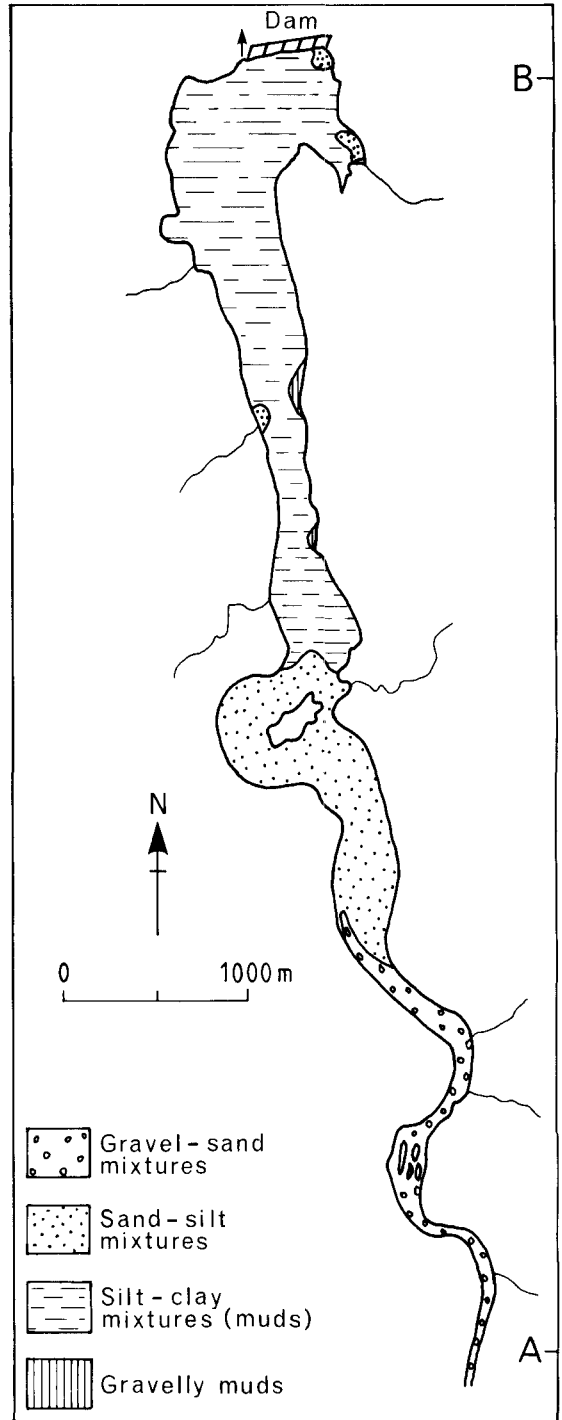 Dam
B
N
0 1000 m
Gravel-sand
mixtures
Sand-silt
mixtures
Silt-clay
mixtures (muds)
Gravelly muds
A